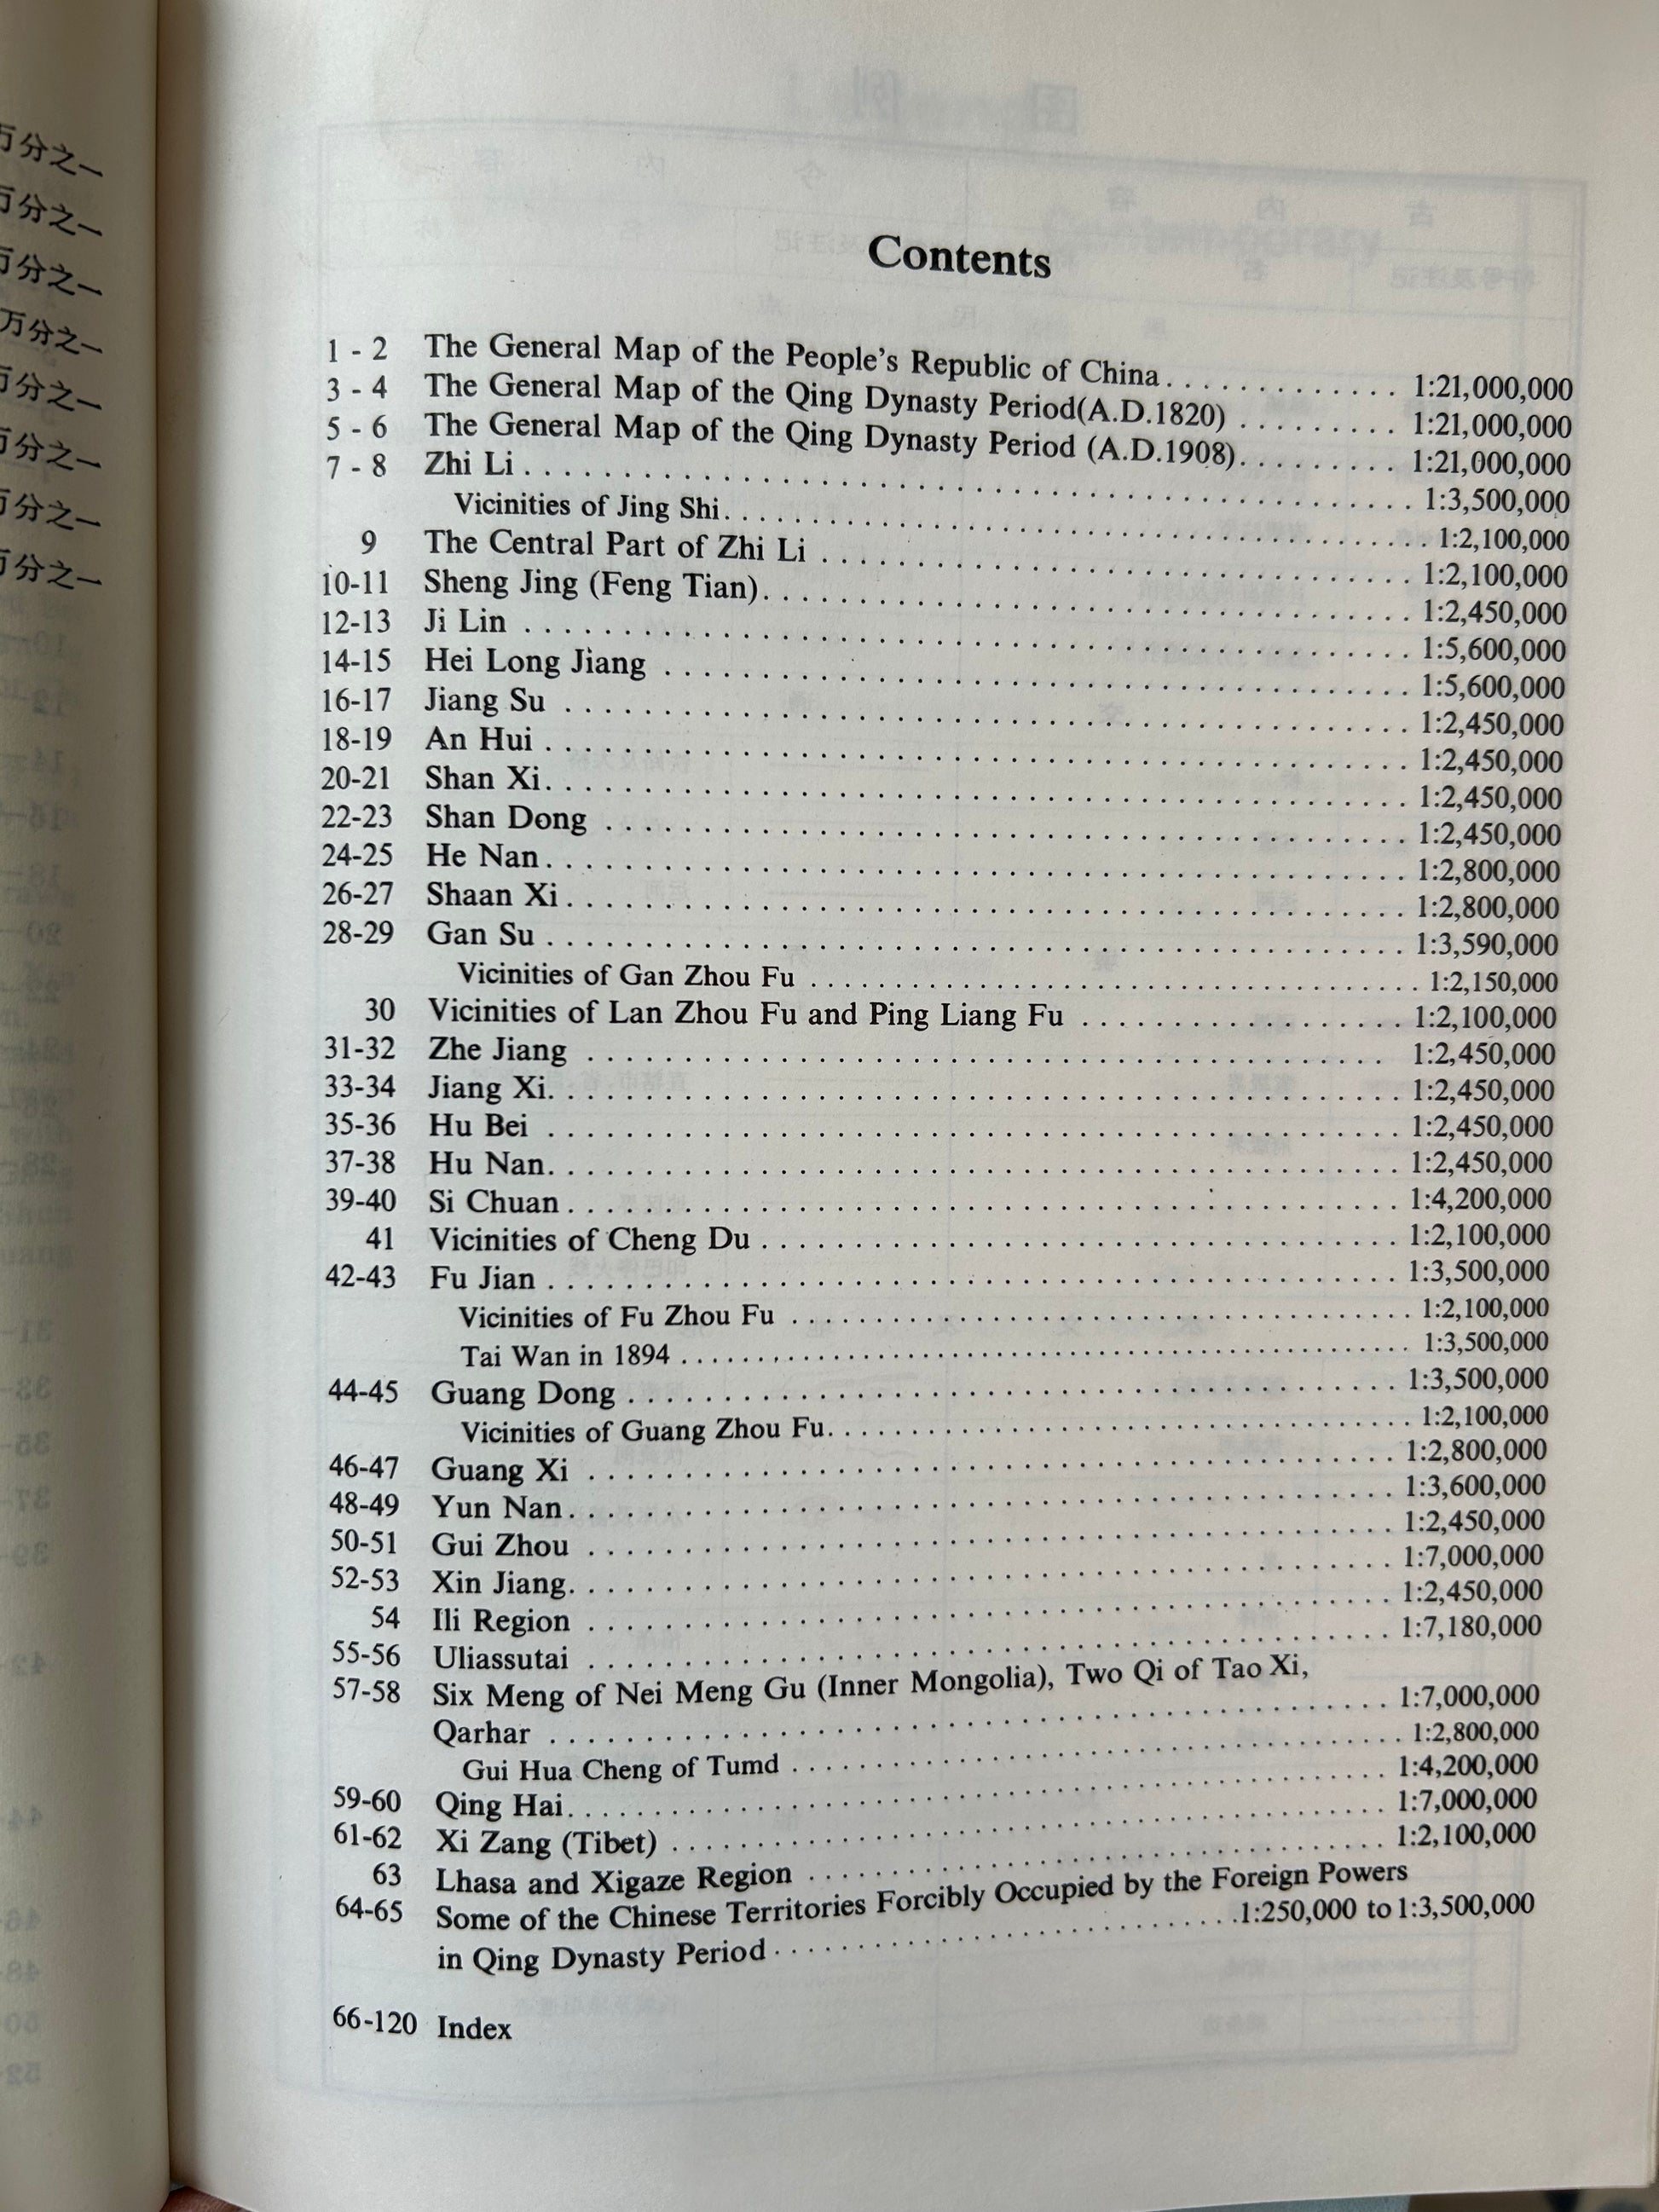 万分之一
万分之一
万分之一
万分之一
万分之一
万分之一
万分之一
万分之一
Contents
1 - 2 The General Map of the People's Republic of China . . . . . . . . . . . . 1:21,000,000
3 - 4 The General Map of the Qing Dynasty Period(A.D.1820) . . . . . . . . . 1:21,000,000
5 - 6 The General Map of the Qing Dynasty Period (A.D.1908). . . . . . . . . 1:21,000,000
7 - 8 Zhi Li . . . . . . . . . . . . 1:3,500,000
Vicinities of Jing Shi. . . . . . . . . . . . 1:2,100,000
9 The Central Part of Zhi Li . . . . . . . . . . . . 1:2,100,000
10-11 Sheng Jing (Feng Tian). . . . . . . . . . . . 1:2,450,000
12-13 Ji Lin . . . . . . . . . . . . 1:5,600,000
14-15 Hei Long Jiang . . . . . . . . . . . . 1:5,600,000
16-17 Jiang Su . . . . . . . . . . . . 1:2,450,000
18-19 An Hui . . . . . . . . . . . . 1:2,450,000
20-21 Shan Xi. . . . . . . . . . . . 1:2,450,000
22-23 Shan Dong . . . . . . . . . . . . 1:2,450,000
24-25 He Nan. . . . . . . . . . . . 1:2,800,000
26-27 Shaan Xi. . . . . . . . . . . . 1:2,800,000
28-29 Gan Su . . . . . . . . . . . . 1:3,590,000
Vicinities of Gan Zhou Fu . . . . . . . . . . . . 1:2,150,000
30 Vicinities of Lan Zhou Fu and Ping Liang Fu . . . . . . . . . . . . 1:2,100,000
31-32 Zhe Jiang . . . . . . . . . . . . 1:2,450,000
33-34 Jiang Xi. . . . . . . . . . . . 1:2,450,000
35-36 Hu Bei . . . . . . . . . . . . 1:2,450,000
37-38 Hu Nan. . . . . . . . . . . . 1:2,450,000
39-40 Si Chuan . . . . . . . . . . . . 1:4,200,000
41 Vicinities of Cheng Du . . . . . . . . . . . . 1:2,100,000
42-43 Fu Jian . . . . . . . . . . . . 1:3,500,000
Vicinities of Fu Zhou Fu . . . . . . . . . . . . 1:2,100,000
Tai Wan in 1894 . . . . . . . . . . . . 1:3,500,000
44-45 Guang Dong . . . . . . . . . . . . 1:3,500,000
Vicinities of Guang Zhou Fu. . . . . . . . . . . . 1:2,100,000
46-47 Guang Xi . . . . . . . . . . . . 1:2,800,000
48-49 Yun Nan. . . . . . . . . . . . 1:3,600,000
50-51 Gui Zhou . . . . . . . . . . . . 1:2,450,000
52-53 Xin Jiang. . . . . . . . . . . . 1:7,000,000
54 Ili Region . . . . . . . . . . . . 1:2,450,000
55-56 Uliassutai . . . . . . . . . . . . 1:7,180,000
57-58 Six Meng of Nei Meng Gu (Inner Mongolia), Two Qi of Tao Xi,
Qarhar . . . . . . . . . . . . 1:7,000,000
Gui Hua Cheng of Tumd . . . . . . . . . . . . 1:2,800,000
59-60 Qing Hai. . . . . . . . . . . . 1:4,200,000
61-62 Xi Zang (Tibet) . . . . . . . . . . . . 1:7,000,000
63 Lhasa and Xigaze Region . . . . . . . . . . . . 1:2,100,000
64-65 Some of the Chinese Territories Forcibly Occupied by the Foreign Powers
in Qing Dynasty Period . . . . . . . . . . . . 1:250,000 to 1:3,500,000
66-120 Index